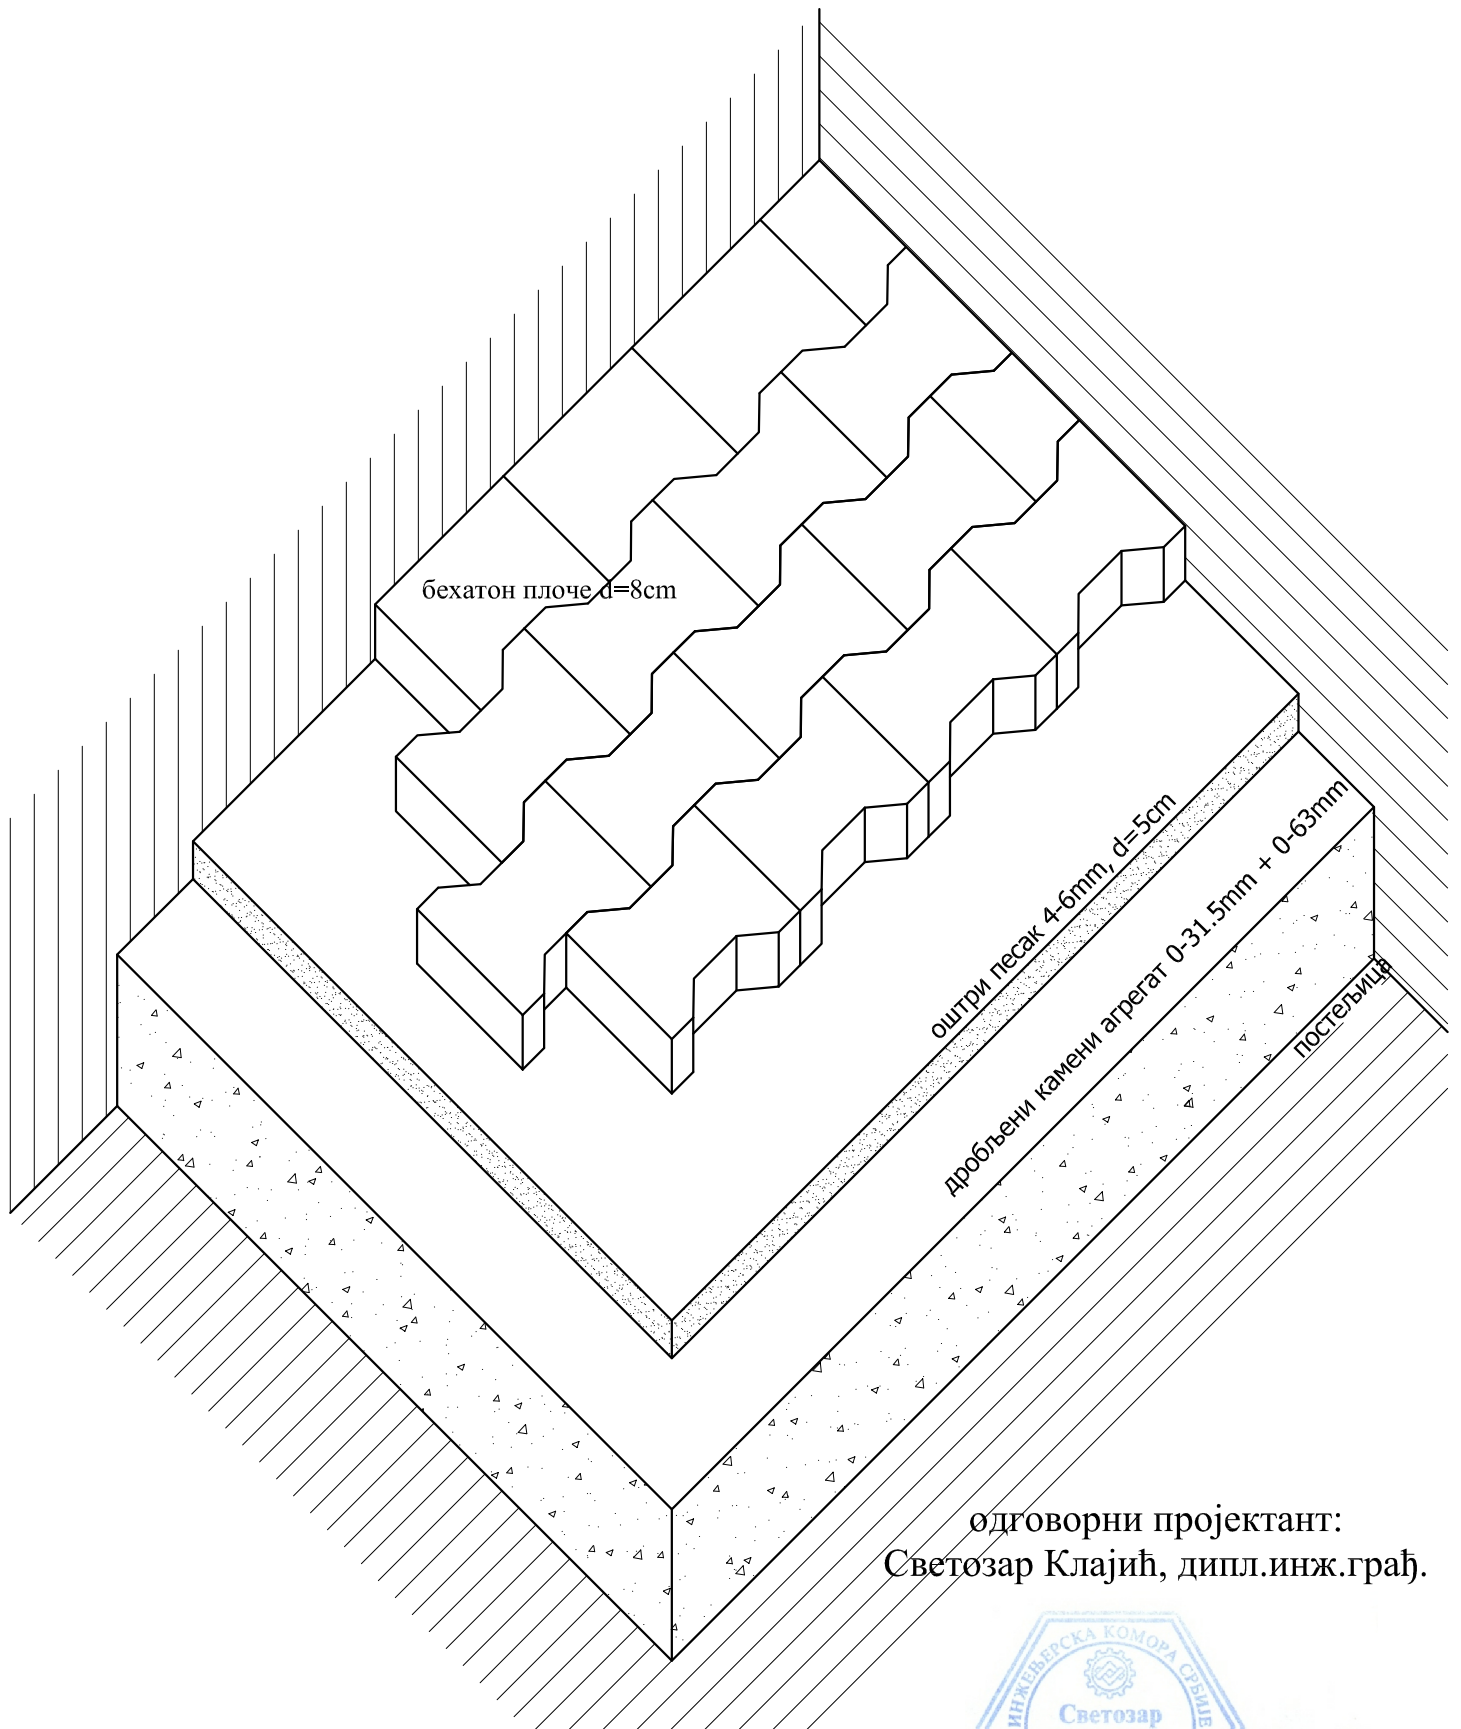 бехатон плоче d=8cm
оштри песак 4-6mm, d=5cm
дробљени камени агрегат 0-31.5mm + 0-63mm
постељица
одговорни пројектант:
Светозар Клајић, дипл.инж.грађ.
ИНЖЕЊЕРСКА КОМОРА СРБИЈЕ
Светозар